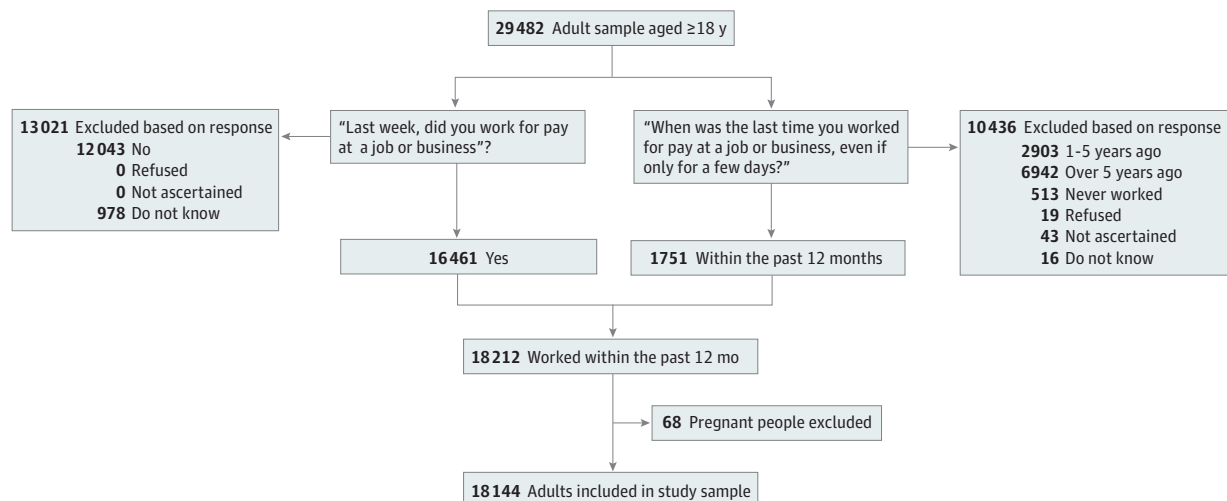 29482 Adult sample aged ≥18 y
13021 Excluded based on response
12043 No
0 Refused
0 Not ascertained
978 Do not know
“Last week, did you work for pay
at a job or business”?
“When was the last time you worked
for pay at a job or business, even if
only for a few days?”
10436 Excluded based on response
2903 1-5 years ago
6942 Over 5 years ago
513 Never worked
19 Refused
43 Not ascertained
16 Do not know
16461 Yes
1751 Within the past 12 months
18212 Worked within the past 12 mo
68 Pregnant people excluded
18144 Adults included in study sample